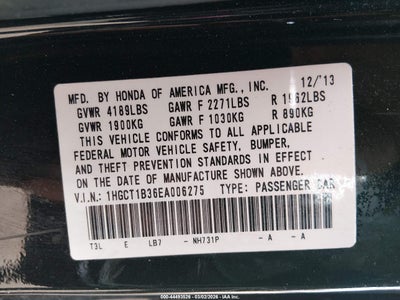 MFD. BY HONDA OF AMERICA MFG., INC. 12/'13
GVWR 4189LBS GAWR F 2271LBS R 1962LBS
GVWR 1900KG GAWR F 1030KG R 890KG
THIS VEHICLE CONFORMS TO ALL APPLICABLE
FEDERAL MOTOR VEHICLE SAFETY, BUMPER,
AND THEFT PREVENTION STANDARDS IN EFFECT
ON THE DATE OF MANUFACTURE SHOWN ABOVE.
V.I.N.: 1HGCT1B36EA006275 TYPE: PASSENGER CAR
T3L E LB7 -NH731P -A -A
000-44493526 - 03/02/2026 - IAA